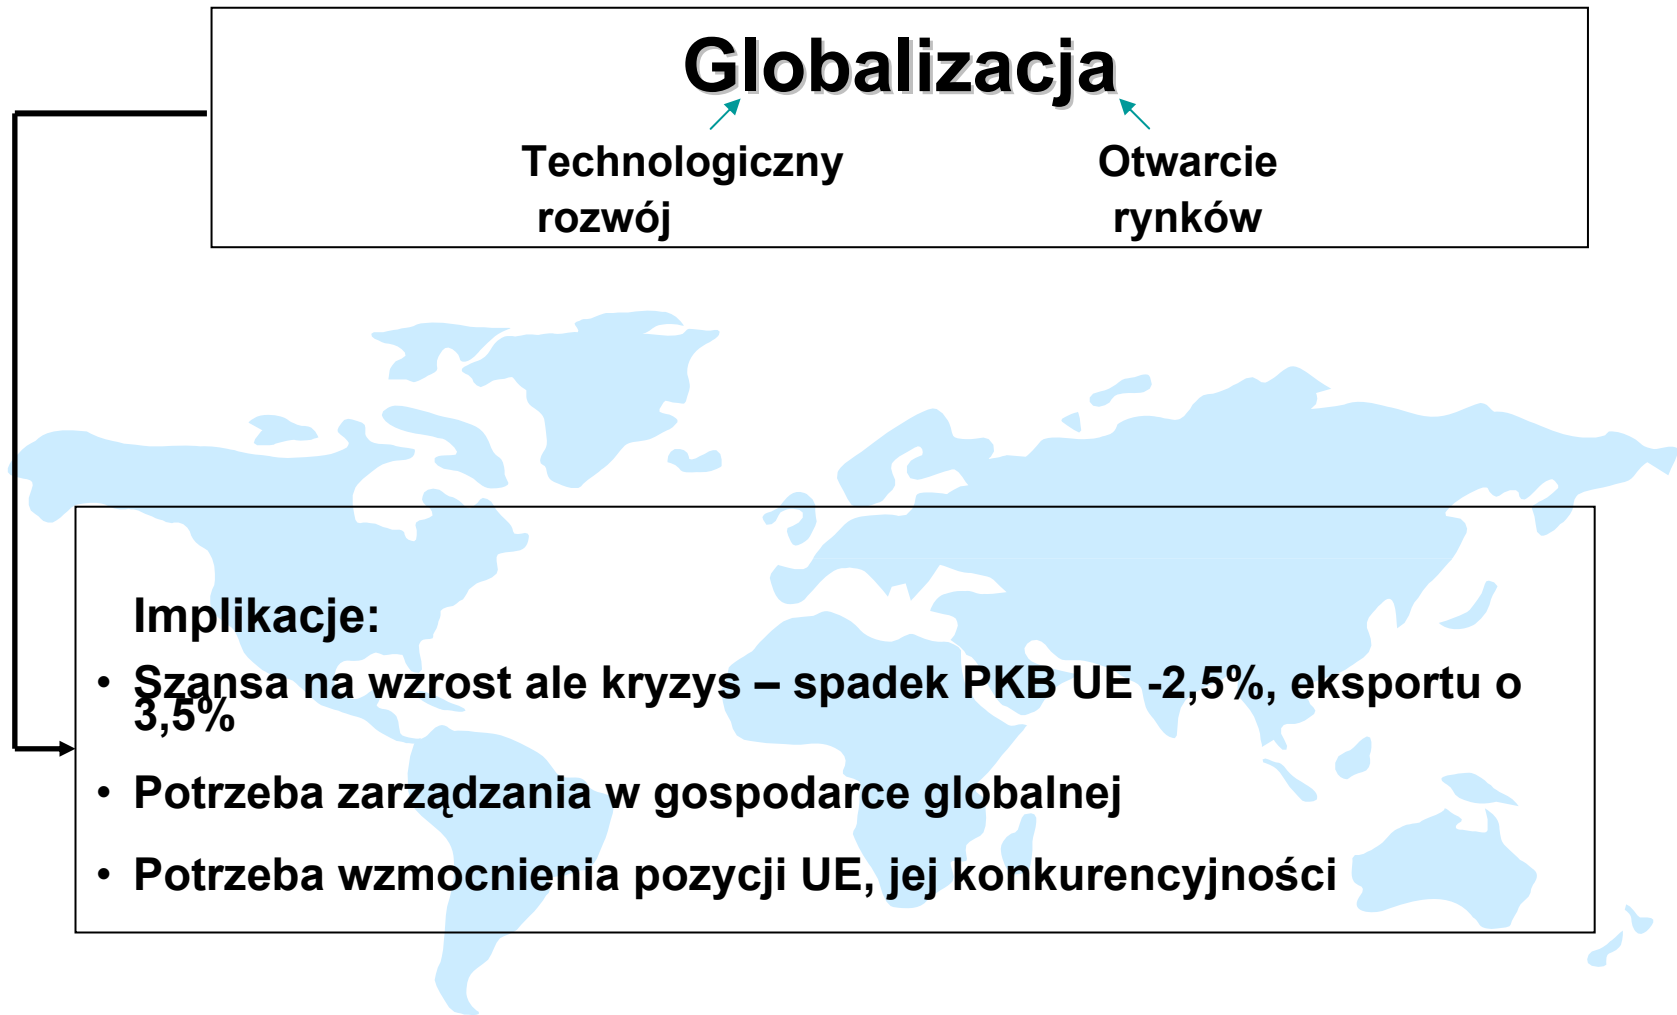 Globalizacja
Technologiczny Otwarcie
rozwój rynków
Implikacje:
• Szansa na wzrost ale kryzys – spadek PKB UE -2,5%, eksportu o
3,5%
• Potrzeba zarządzania w gospodarce globalnej
• Potrzeba wzmocnienia pozycji UE, jej konkurencyjności